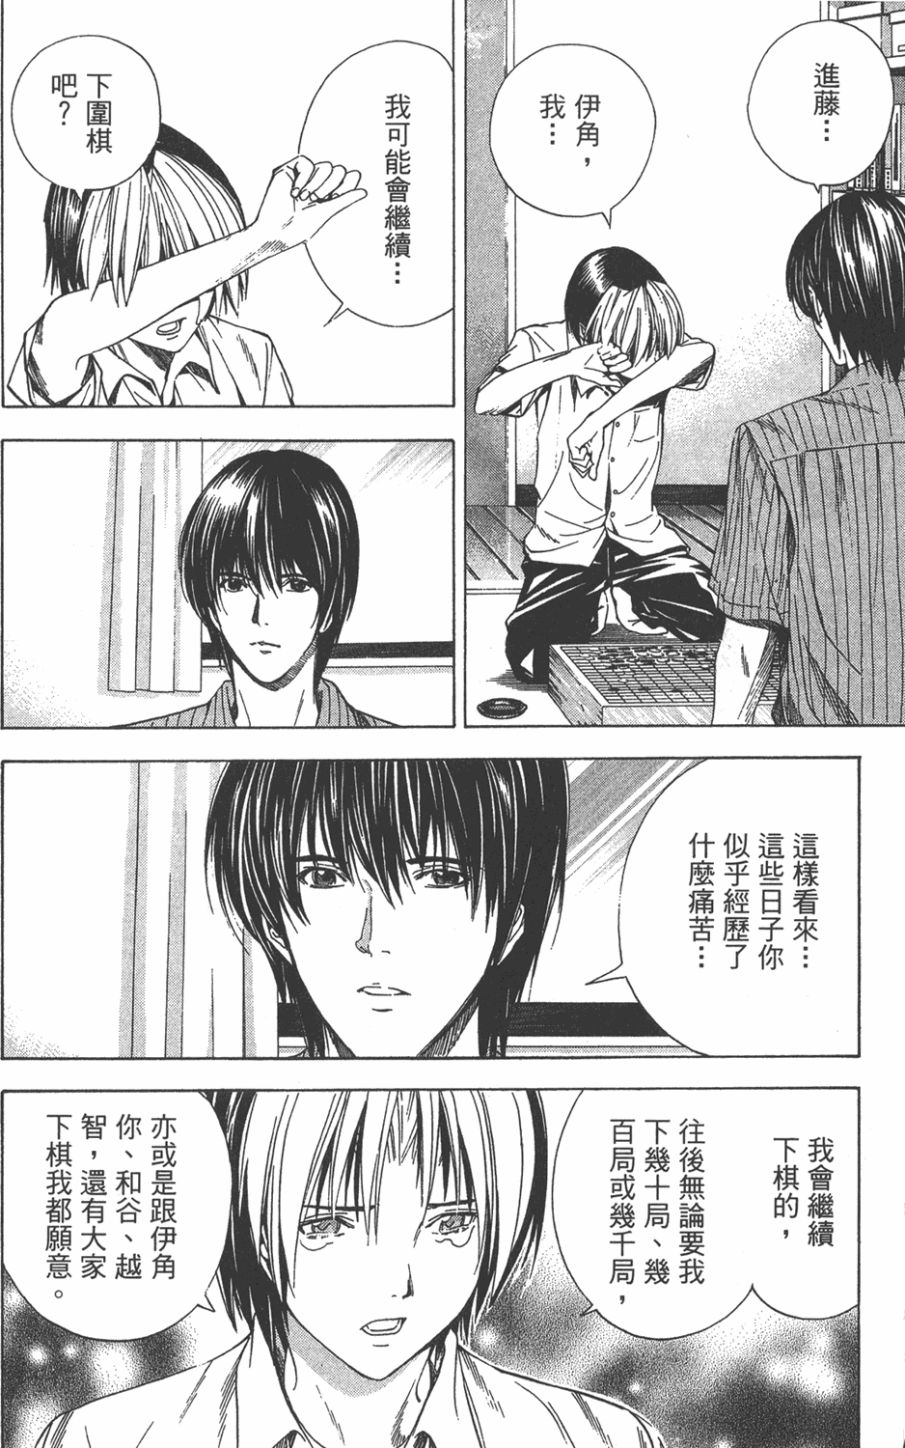 進藤…
伊角，
我…
我可能會繼續…
下圍棋
吧？
這樣看來…
這些日子你
似乎經歷了
什麼痛苦…
我會繼續
下棋的，
往後無論要我
下幾十局、幾
百局或幾千局，
亦或是跟伊角
你、和谷、越
智，還有大家
下棋我都願意。